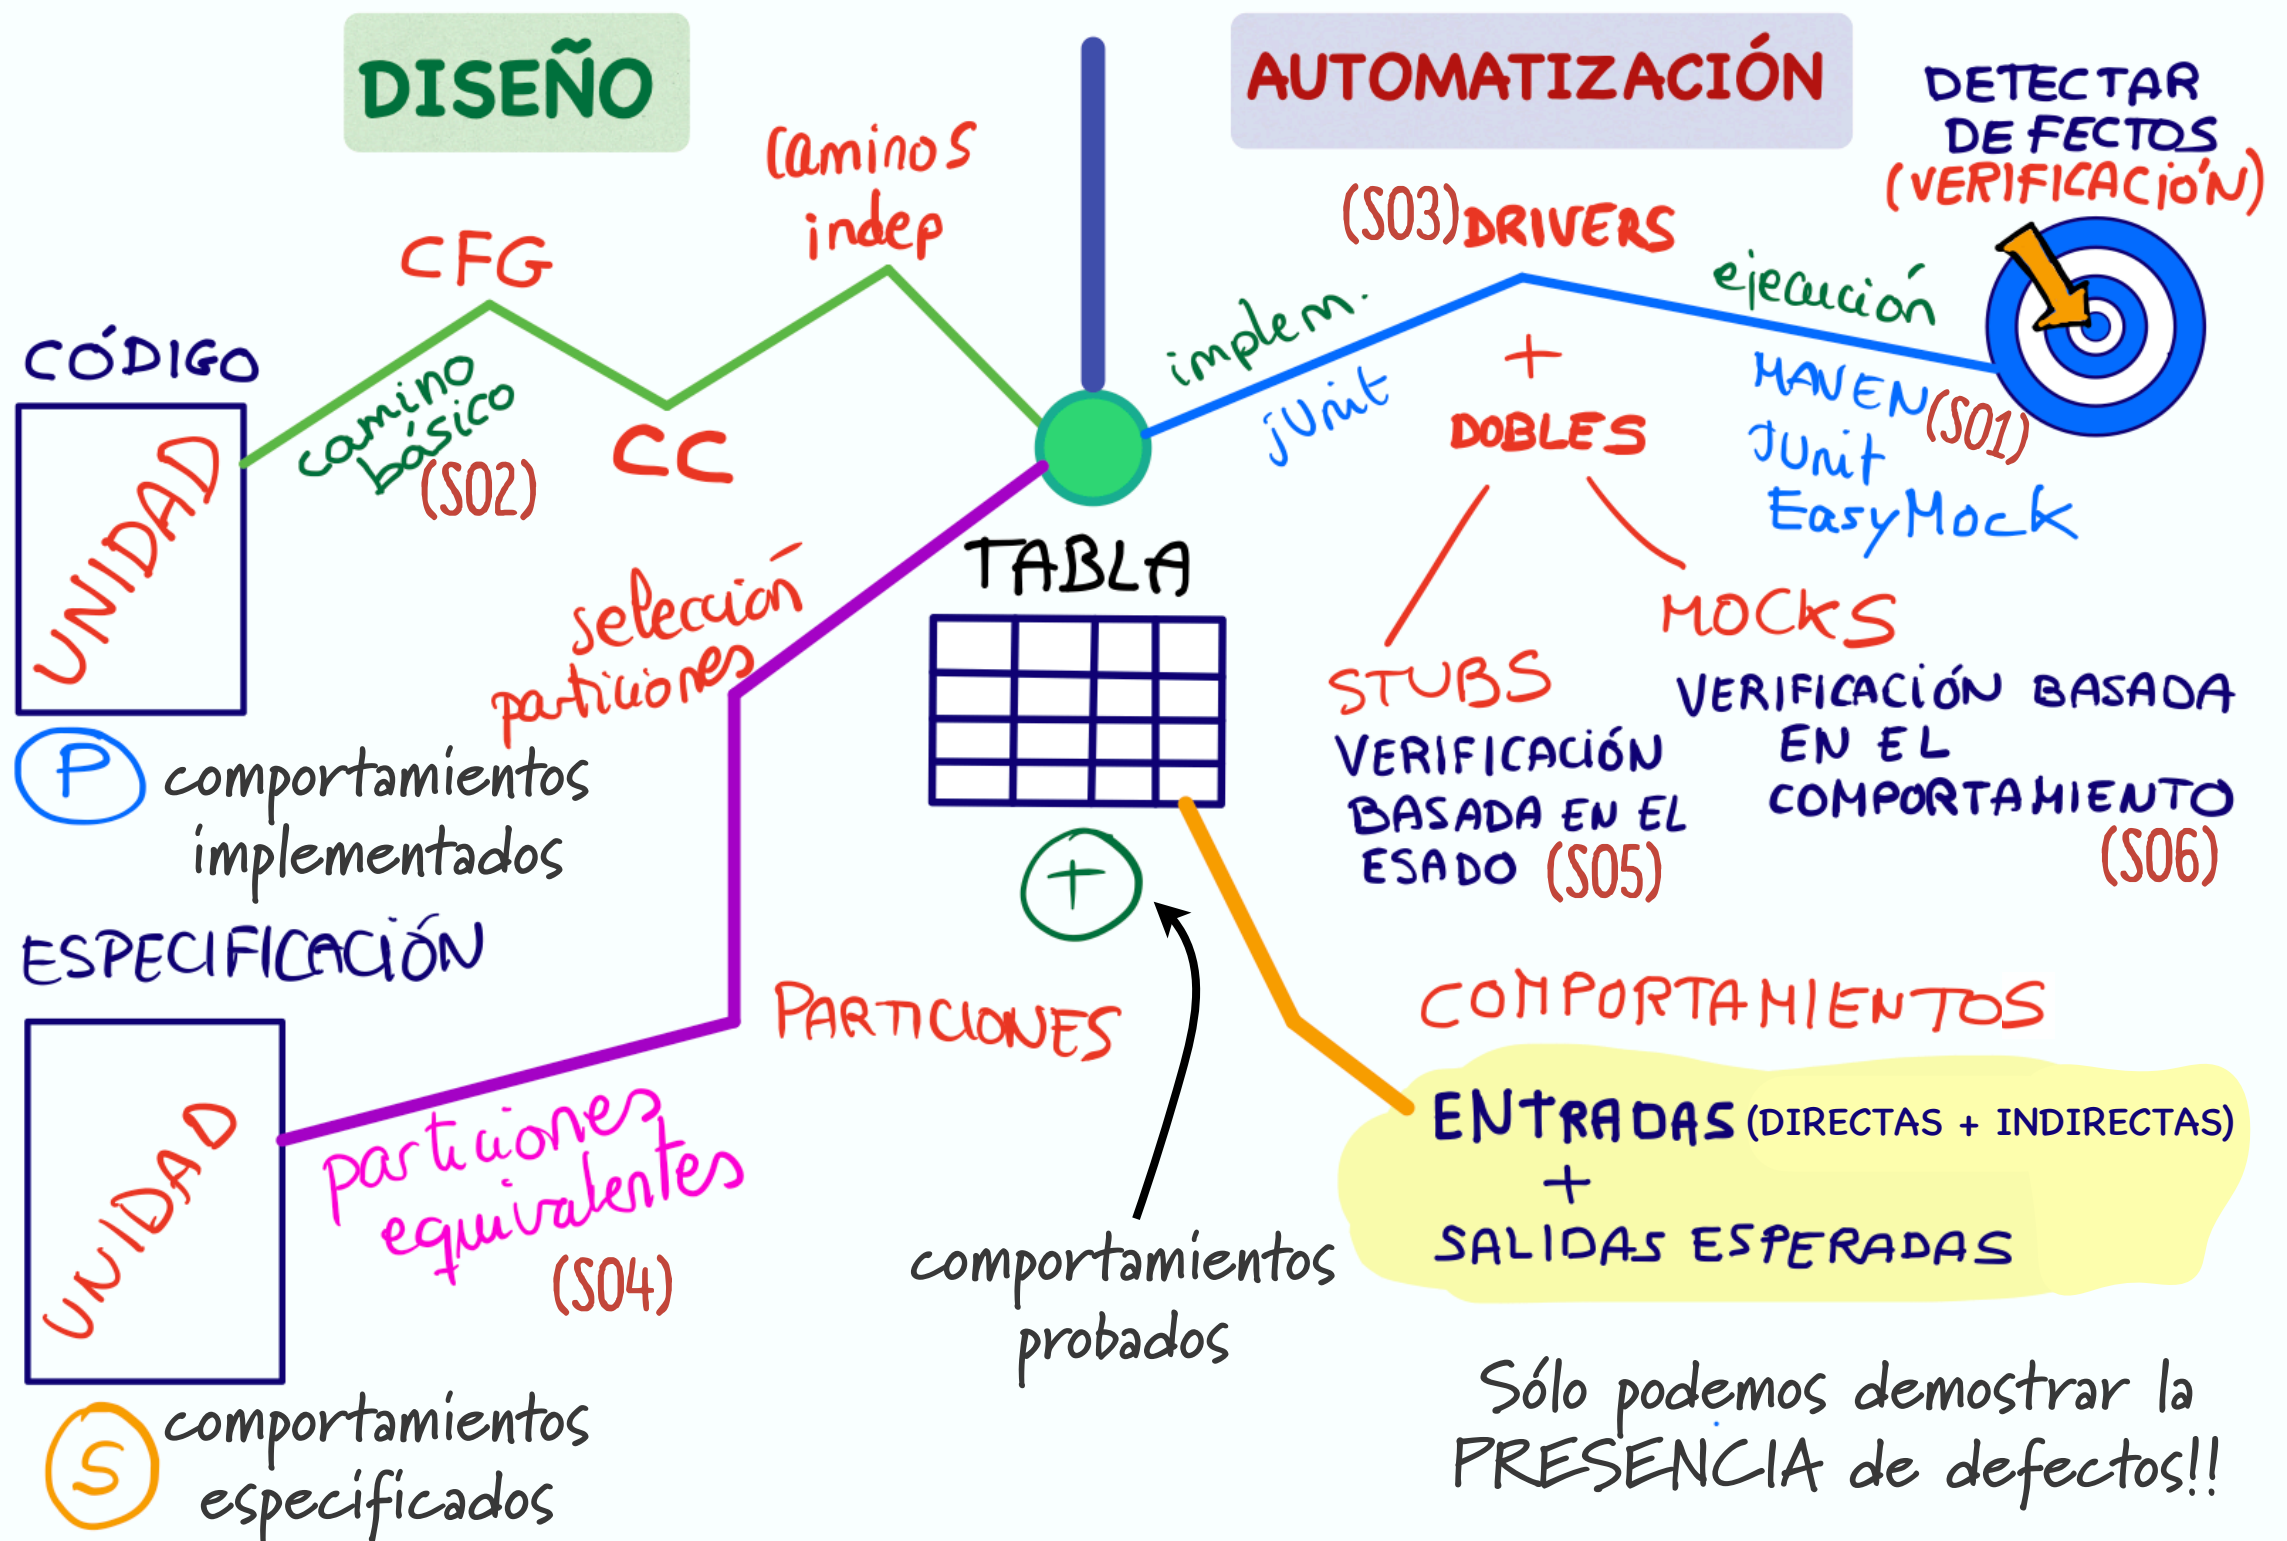 DISEÑO
CÓDIGO
UNIDAD
CFG
camino
básico
(S02)
CC
caminos
indep
P
comportamientos
implementados
selección
particiones
ESPECIFICACIÓN
UNIDAD
particiones
equivalentes
(S04)
PARTICIONES
S
comportamientos
especificados
TABLA
+
comportamientos
probados
AUTOMATIZACIÓN
DETECTAR
DEFECTOS
(VERIFICACIÓN)
(S03) DRIVERS
implem.
jUnit
ejecución
+
DOBLES
MAVEN (S01)
JUnit
EasyMock
STUBS
VERIFICACIÓN
BASADA EN EL
ESADO (S05)
MOCKS
VERIFICACIÓN BASADA
EN EL
COMPORTAMIENTO
(S06)
COMPORTAMIENTOS
ENTRADAS (DIRECTAS + INDIRECTAS)
+
SALIDAS ESPERADAS
Sólo podemos demostrar la
PRESENCIA de defectos!!